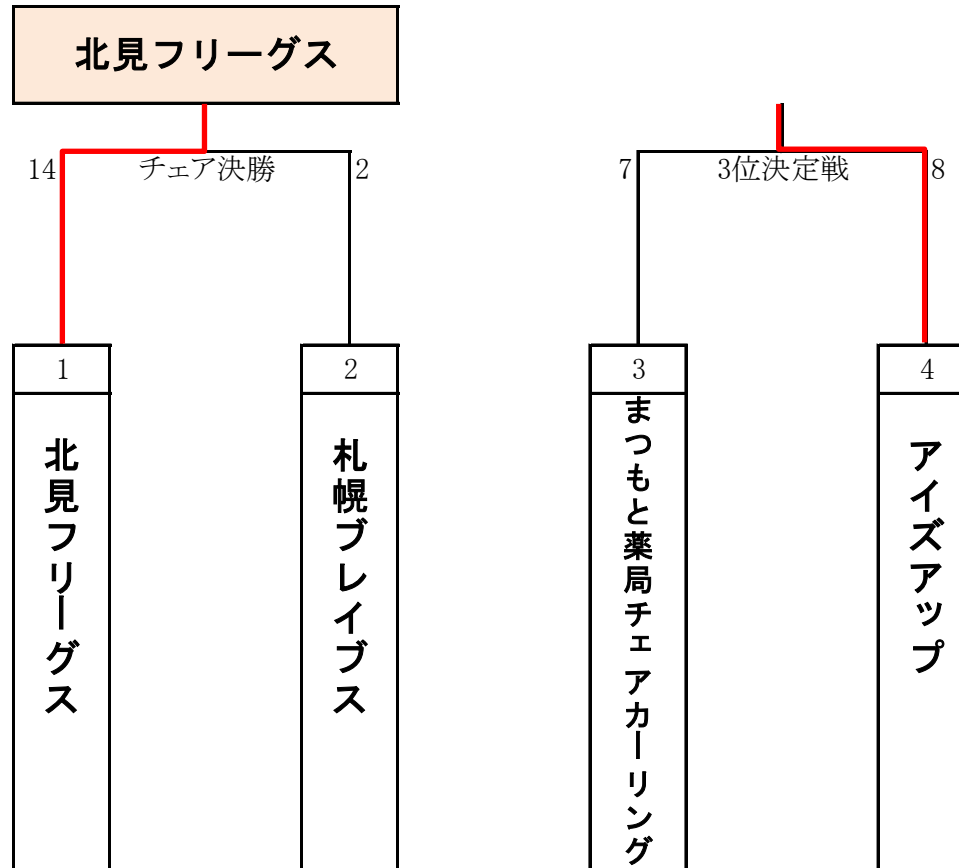 北見フリーグス
14 チェア決勝 2
7 3位決定戦 8
1
2
3
4
北見フリーグス
札幌ブレイブス
まつもと薬局チェアカーリング
アイズアップ